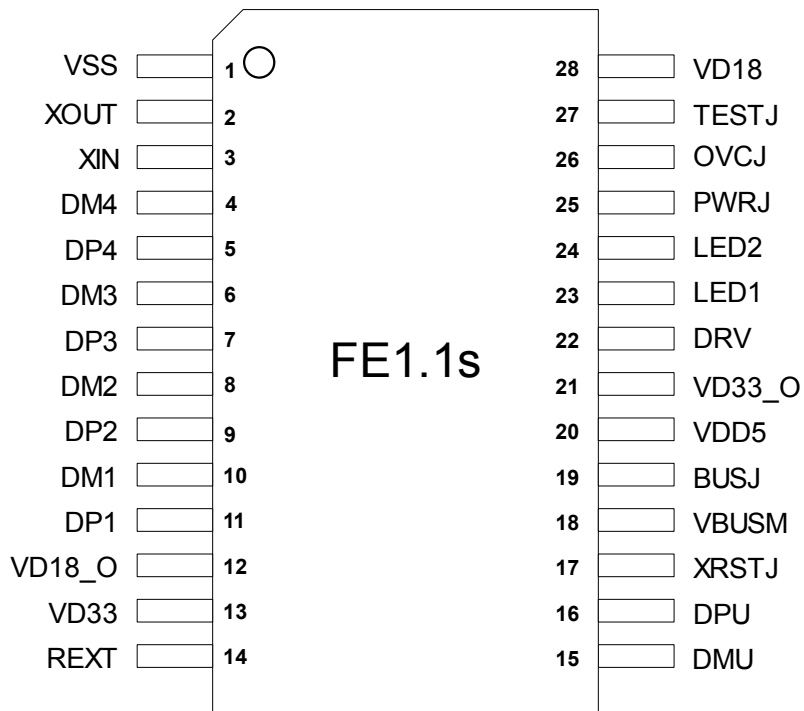 VSS 1 28 VD18
XOUT 2 27 TESTJ
XIN 3 26 OVCJ
DM4 4 25 PWRJ
DP4 5 24 LED2
DM3 6 23 LED1
DP3 7 22 DRV
FE1.1s
DM2 8 21 VD33_O
DP2 9 20 VDD5
DM1 10 19 BUSJ
DP1 11 18 VBUSM
VD18_O 12 17 XRSTJ
VD33 13 16 DPU
REXT 14 15 DMU